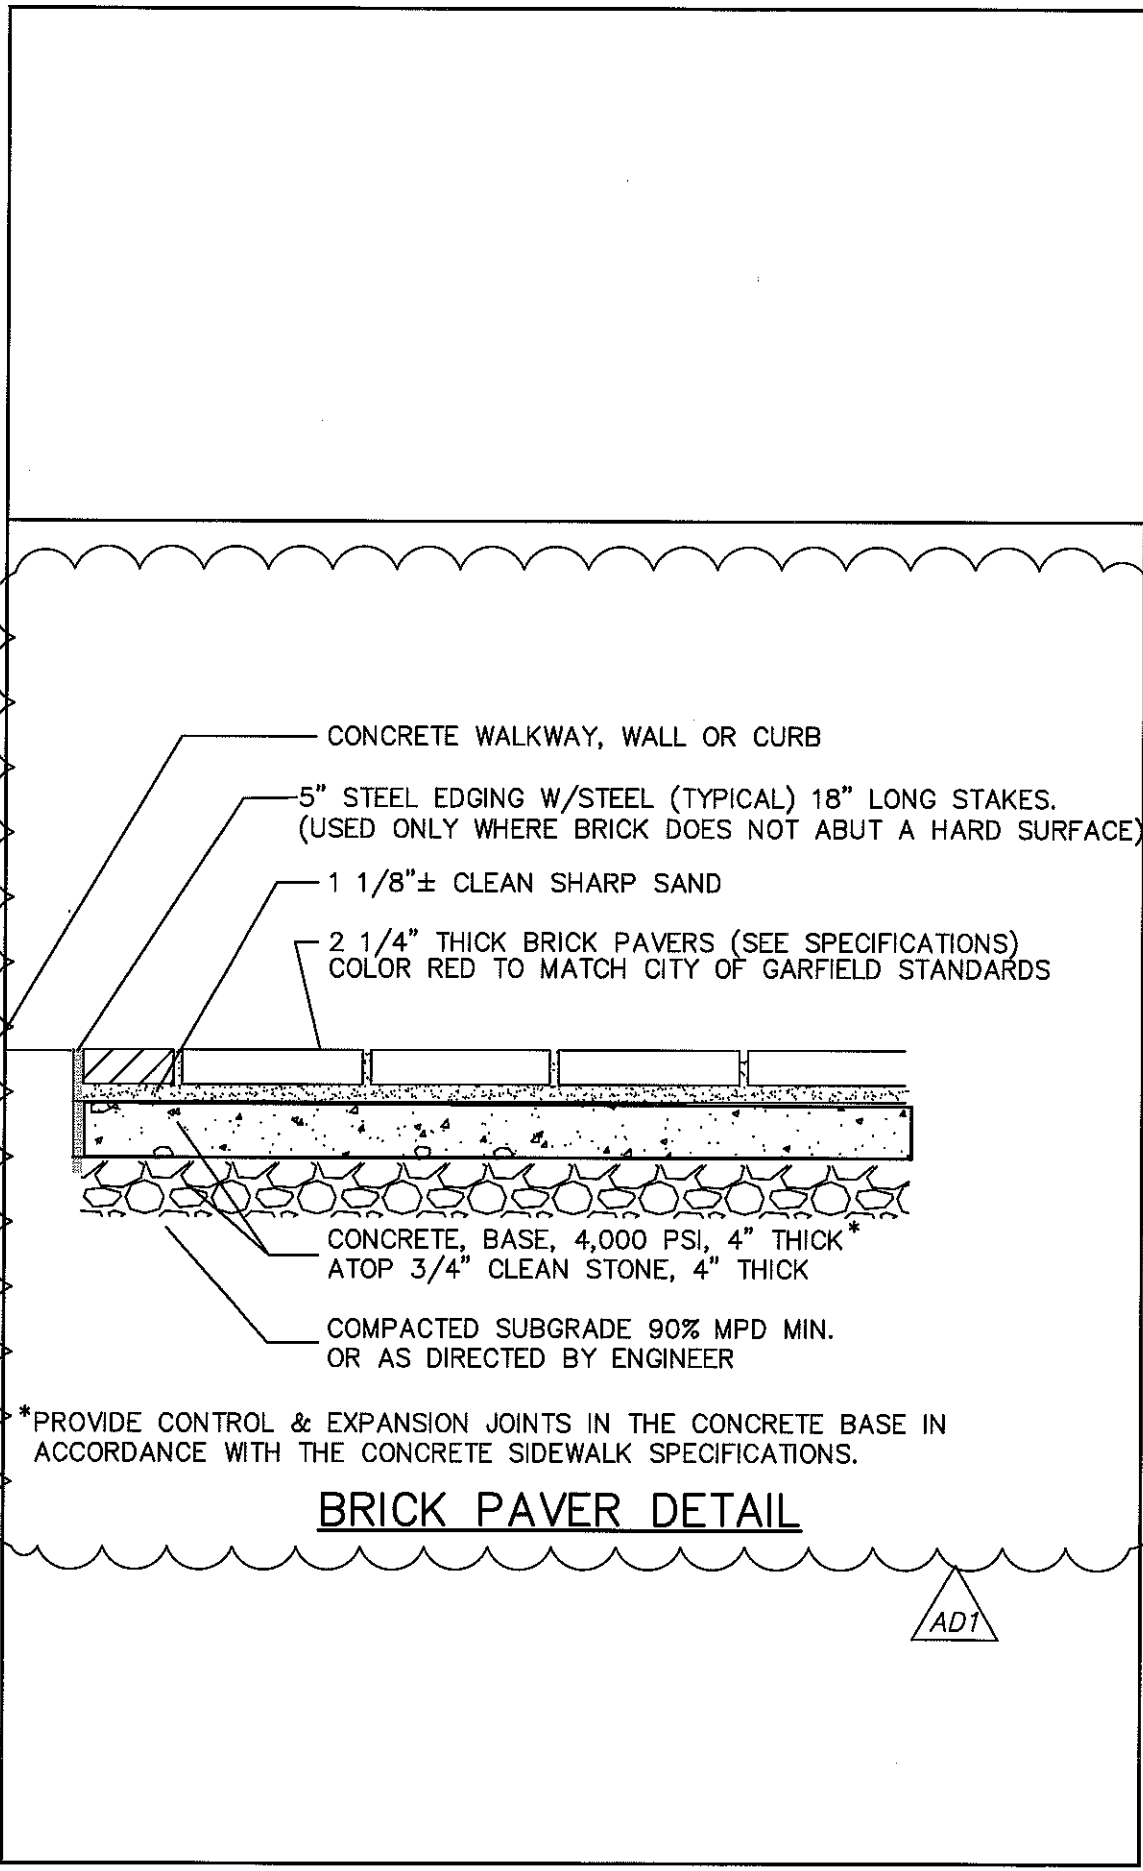 CONCRETE WALKWAY, WALL OR CURB
5" STEEL EDGING W/STEEL (TYPICAL) 18" LONG STAKES.
(USED ONLY WHERE BRICK DOES NOT ABUT A HARD SURFACE)
1 1/8"± CLEAN SHARP SAND
2 1/4" THICK BRICK PAVERS (SEE SPECIFICATIONS)
COLOR RED TO MATCH CITY OF GARFIELD STANDARDS
CONCRETE, BASE, 4,000 PSI, 4" THICK*
ATOP 3/4" CLEAN STONE, 4" THICK
COMPACTED SUBGRADE 90% MPD MIN.
OR AS DIRECTED BY ENGINEER
*PROVIDE CONTROL & EXPANSION JOINTS IN THE CONCRETE BASE IN
ACCORDANCE WITH THE CONCRETE SIDEWALK SPECIFICATIONS.
BRICK PAVER DETAIL
AD1